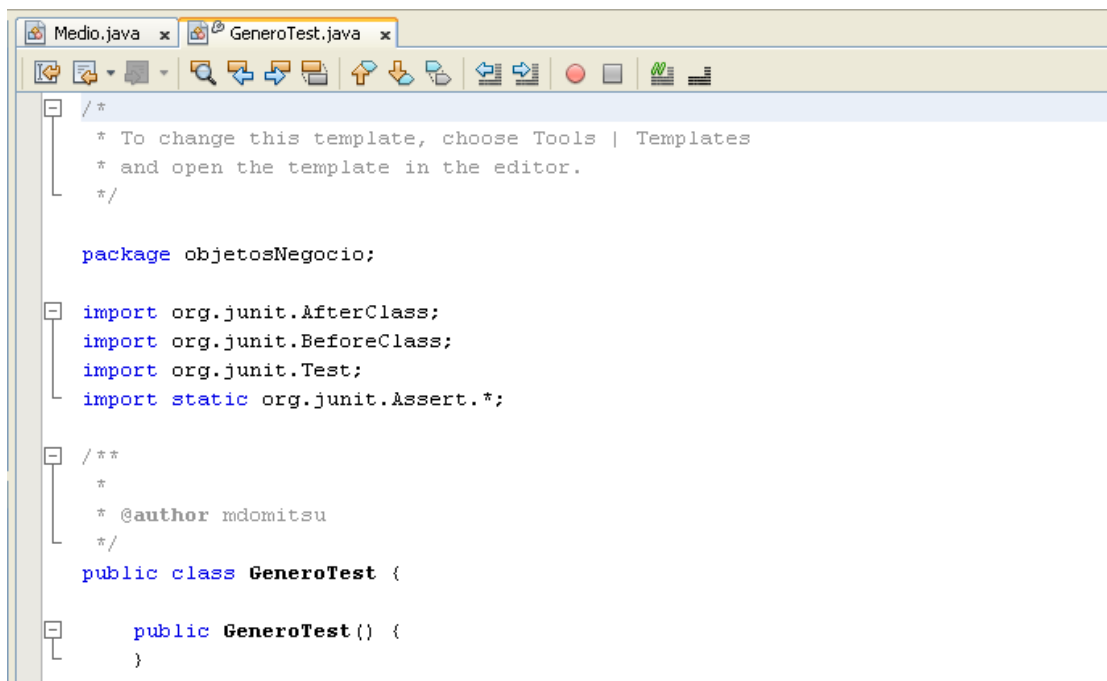 Medio.java x GeneroTest.java x
/*
* To change this template, choose Tools | Templates
* and open the template in the editor.
*/
package objetosNegocio;
import org.junit.AfterClass;
import org.junit.BeforeClass;
import org.junit.Test;
import static org.junit.Assert.*;
/**
*
* @author mdomitsu
*/
public class GeneroTest {
public GeneroTest() {
}